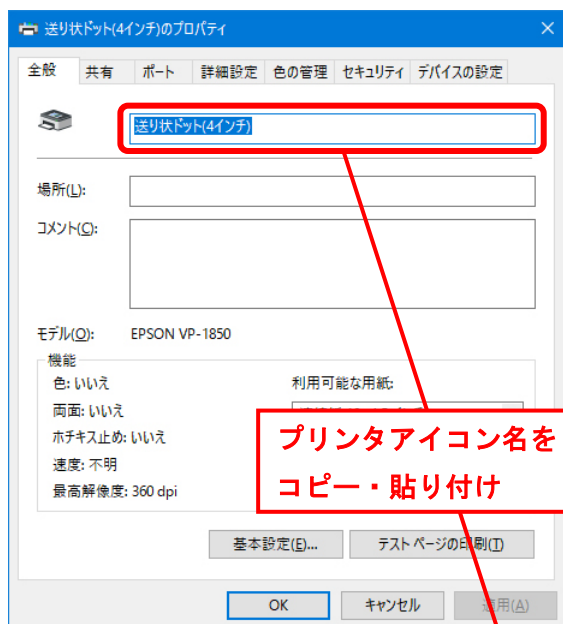 送り状ドット(4インチ)のプロパティ
全般 共有 ポート 詳細設定 色の管理 セキュリティ デバイスの設定
送り状ドット(4インチ)
場所(L):
コメント(C):
モデル(O): EPSON VP-1850
機能
色: いいえ 利用可能な用紙:
両面: いいえ
ホチキス止め: いいえ
速度: 不明
最高解像度: 360 dpi
プリンタアイコン名を
コピー・貼り付け
基本設定(E)... テスト ページの印刷(T)
OK キャンセル 適用(A)